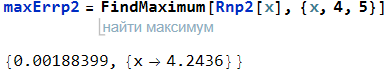 maxErrp2 = FindMaximum[Rnp2[x], {x, 4, 5}]
найти максимум
{0.00188399, {x → 4.2436}}